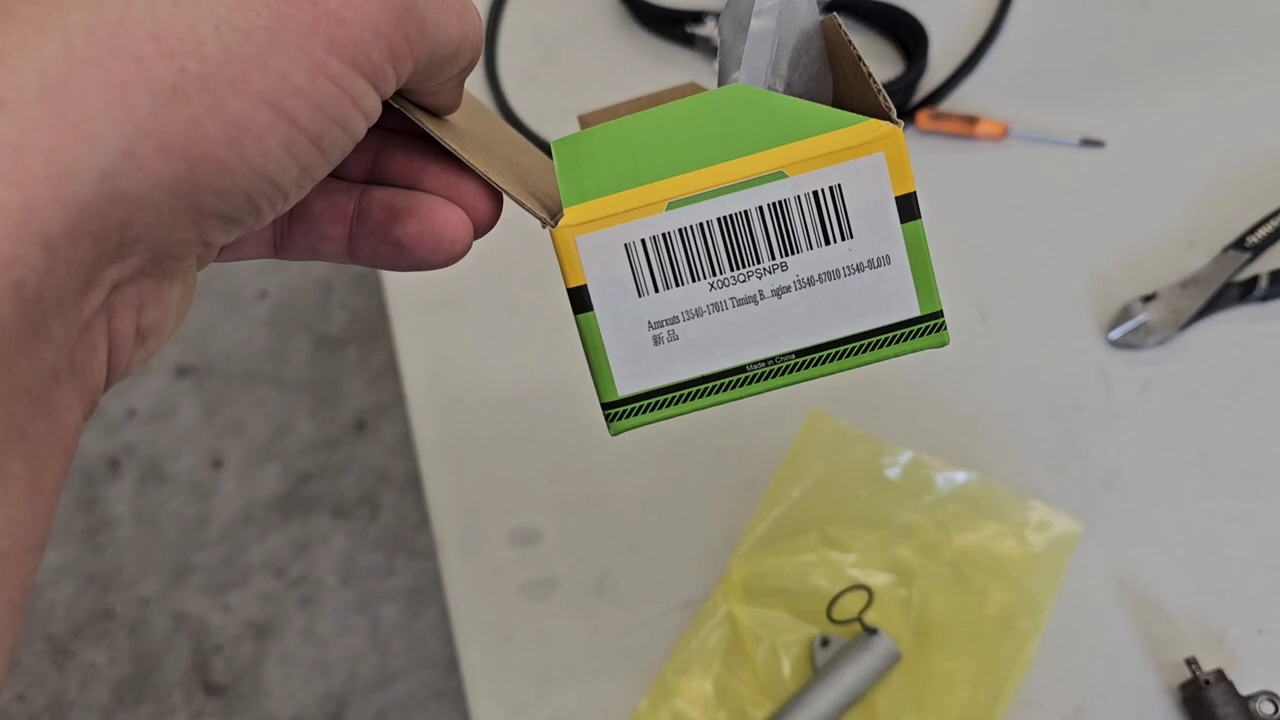 X003QPSNPB
Amrxuts 13540-17011 Timing B...ngine 13540-67010 13540-0L010
新品
Made in China